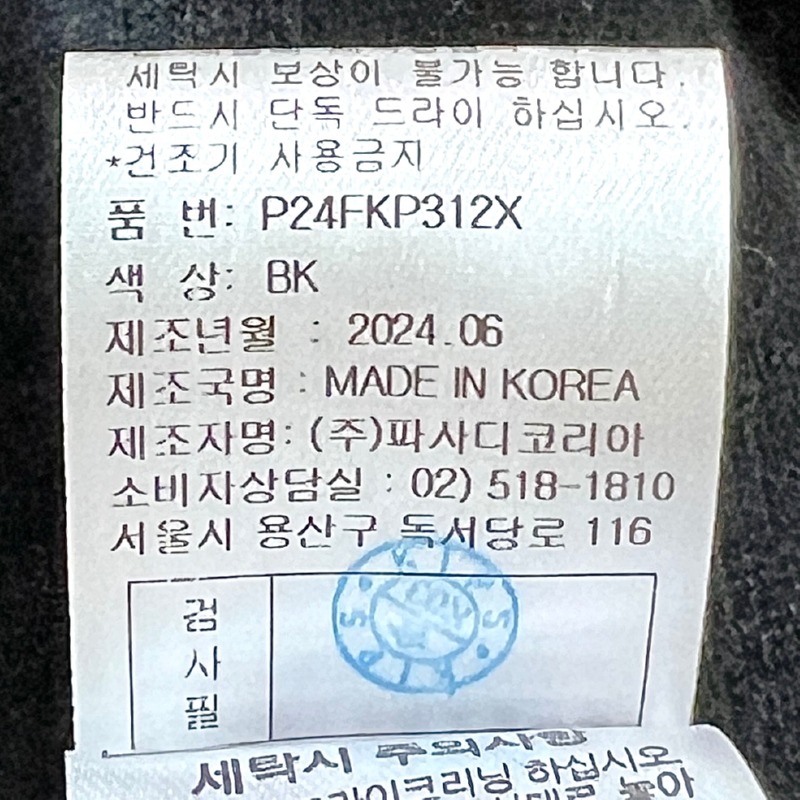 세탁시 보상이 불가능 합니다.
반드시 단독 드라이 하십시오.
*건조기 사용금지
품 번: P24FKP312X
색 상: BK
제조년월 : 2024.06
제조국명 : MADE IN KOREA
제조자명: (주)파사디코리아
소비자상담실 : 02) 518-1810
서울시 용산구 독서당로 116
검
사
필
세탁시 주의사항
하십시오